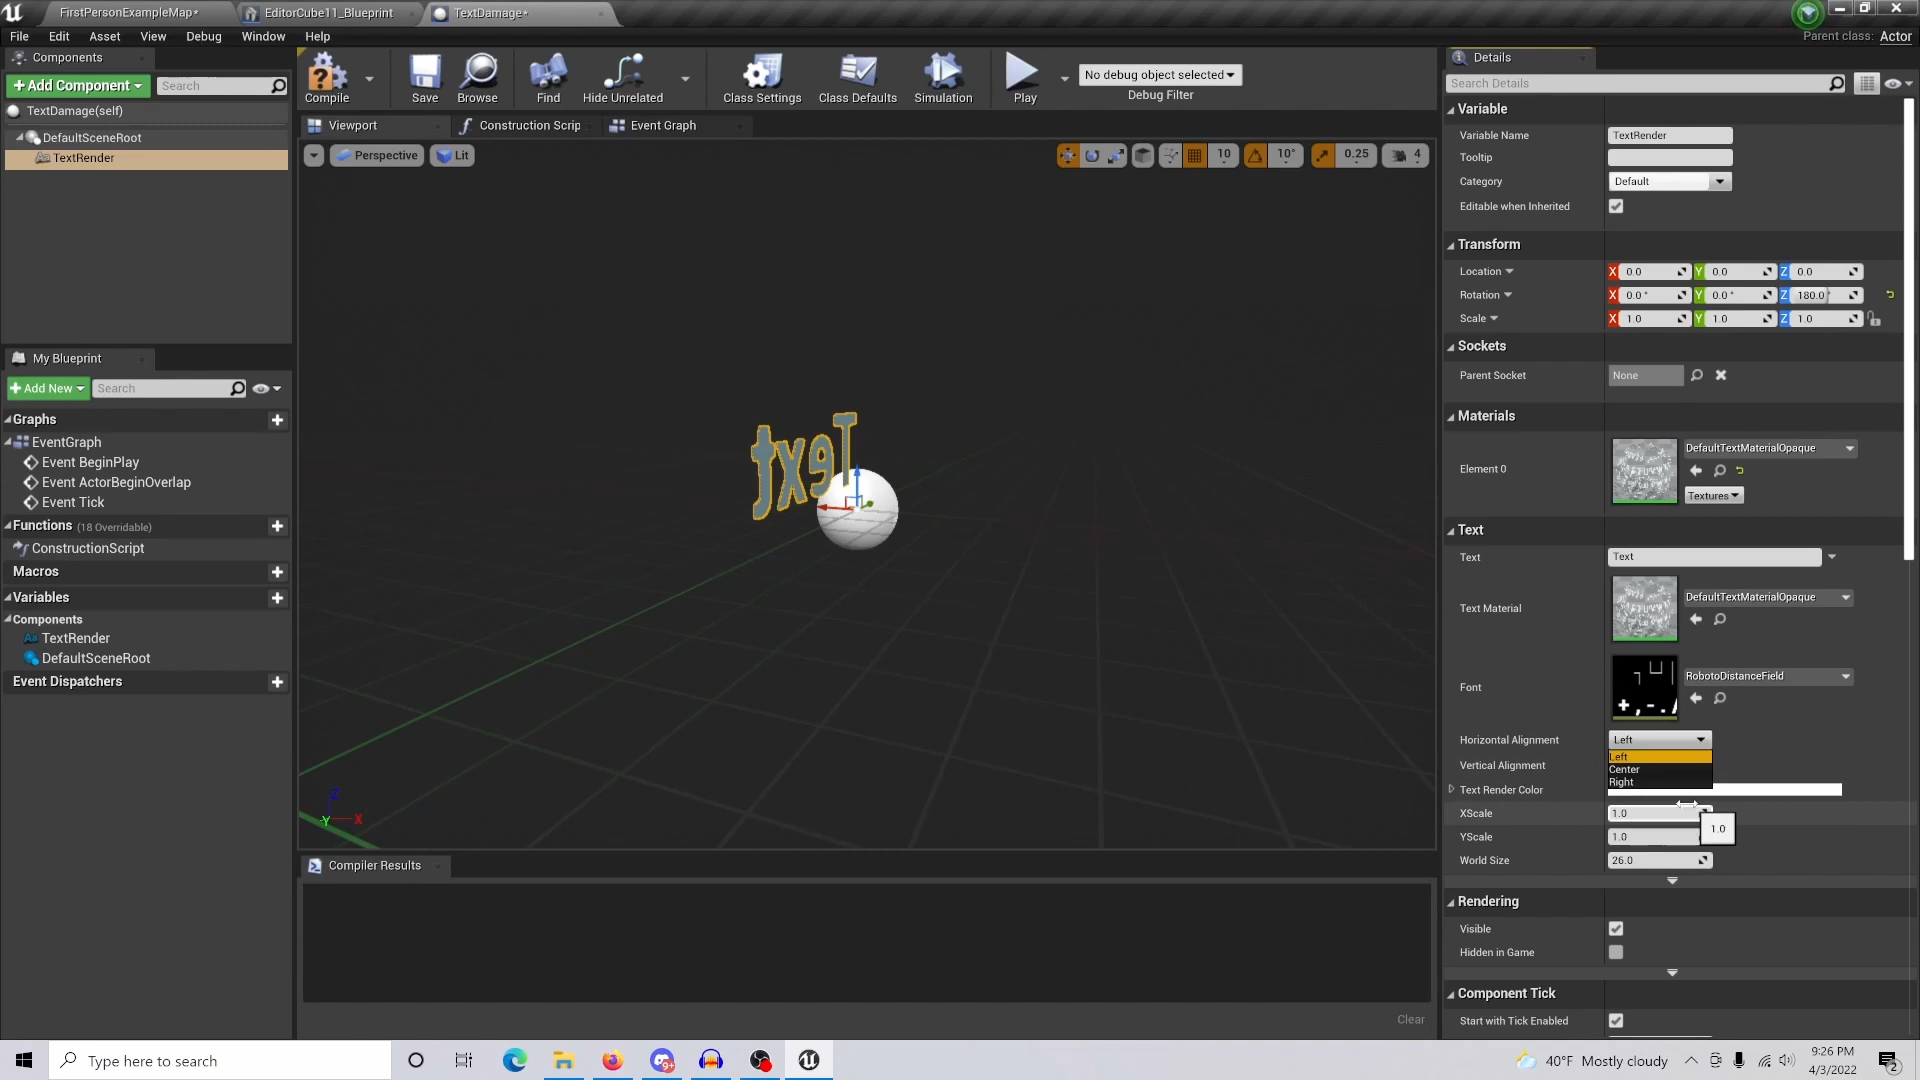 FirstPersonExampleMap*
EditorCube11_Blueprint
TextDamage*
File Edit Asset View Debug Window Help
Parent class: Actor
Components
+ Add Component
Search
TextDamage(self)
DefaultSceneRoot
TextRender
Compile
Save
Browse
Find
Hide Unrelated
Class Settings
Class Defaults
Simulation
Play
No debug object selected
Debug Filter
Viewport
Construction Scrip
Event Graph
Perspective
Lit
10
10°
0.25
4
Text
Z
-Y
X
My Blueprint
+ Add New
Search
Graphs
EventGraph
Event BeginPlay
Event ActorBeginOverlap
Event Tick
Functions (18 Overridable)
ConstructionScript
Macros
Variables
Components
TextRender
DefaultSceneRoot
Event Dispatchers
Compiler Results
Clear
Details
Search Details
Variable
Variable Name TextRender
Tooltip
Category Default
Editable when Inherited
Transform
Location X 0.0 Y 0.0 Z 0.0
Rotation X 0.0° Y 0.0° Z 180.0
Scale X 1.0 Y 1.0 Z 1.0
Sockets
Parent Socket None
Materials
Element 0
DefaultTextMaterialOpaque
Textures
Text
Text Text
Text Material
DefaultTextMaterialOpaque
Font
RobotoDistanceField
Horizontal Alignment Left
Left
Center
Right
Vertical Alignment
Text Render Color
XScale 1.0
1.0
YScale 1.0
World Size 26.0
Rendering
Visible
Hidden in Game
Component Tick
Start with Tick Enabled
Type here to search
9+
40°F Mostly cloudy
9:26 PM
4/3/2022
2